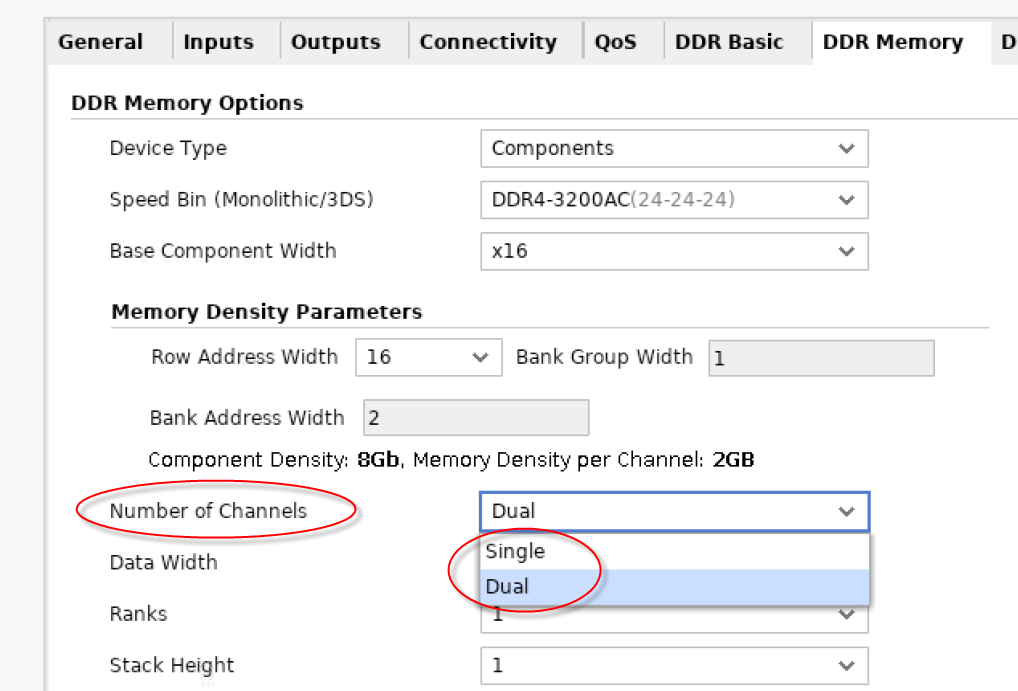 General Inputs Outputs Connectivity QoS DDR Basic DDR Memory D
DDR Memory Options
Device Type Components
Speed Bin (Monolithic/3DS) DDR4-3200AC(24-24-24)
Base Component Width x16
Memory Density Parameters
Row Address Width 16 Bank Group Width 1
Bank Address Width 2
Component Density: 8Gb, Memory Density per Channel: 2GB
Number of Channels Dual
Single
Data Width
Dual
Ranks 1
Stack Height 1